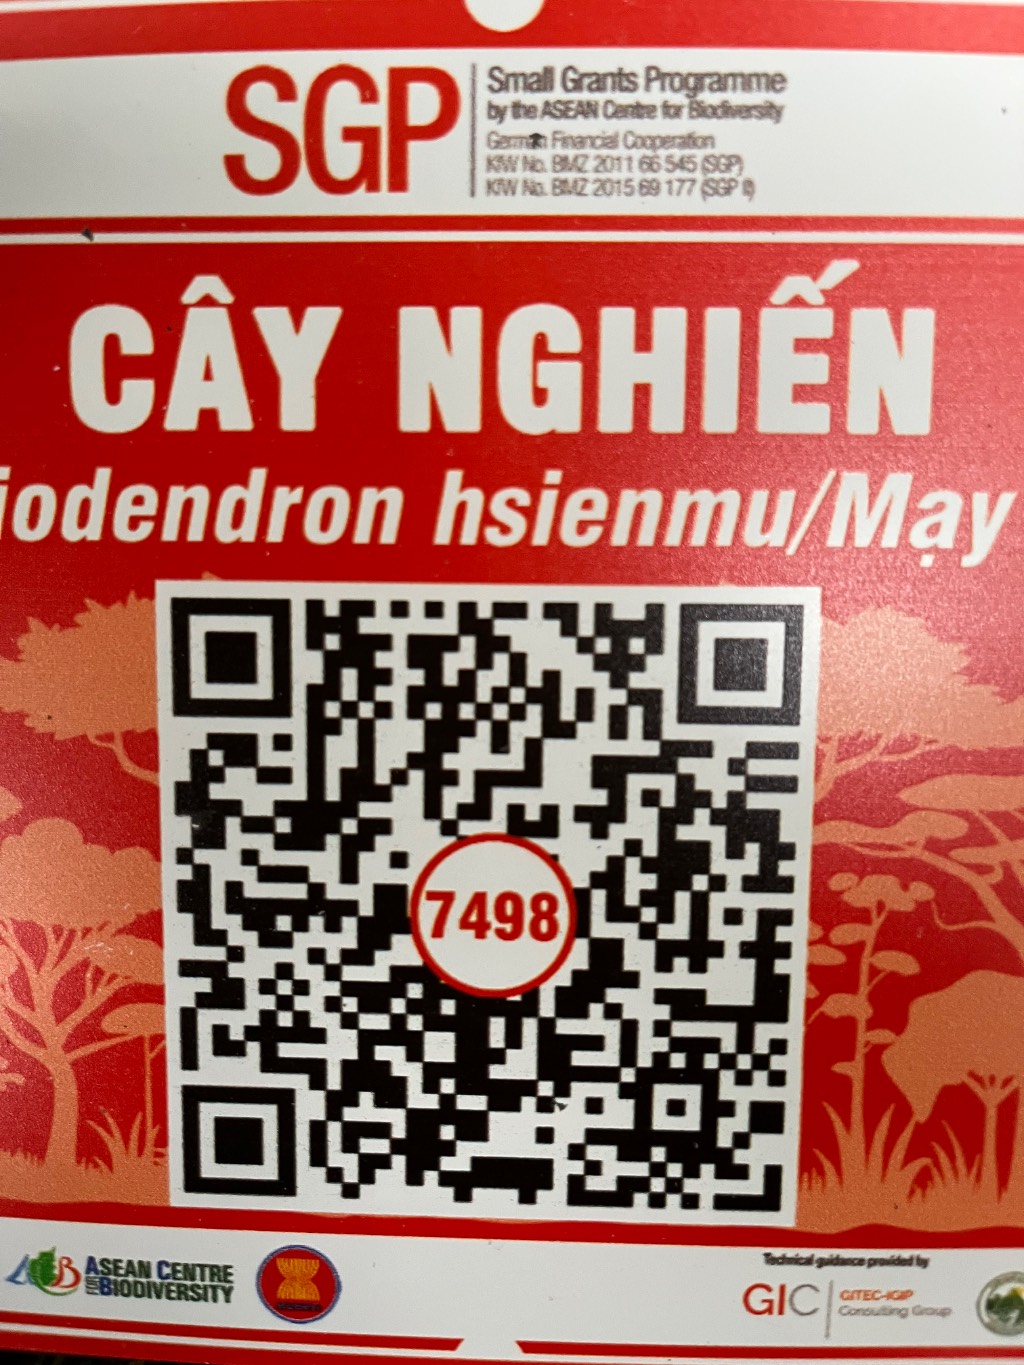 SGP
Small Grants Programme
by the ASEAN Centre for Biodiversity
German Financial Cooperation
KfW No. BMZ 2011 66 545 (SGP)
KfW No. BMZ 2015 69 177 (SGP II)
CÂY NGHIẾN
iodendron hsienmu/Mạy
7498
ACB
ASEAN CENTRE
FOR BIODIVERSITY
Technical guidance provided by
GIC
GITEC-IGIP
Consulting Group